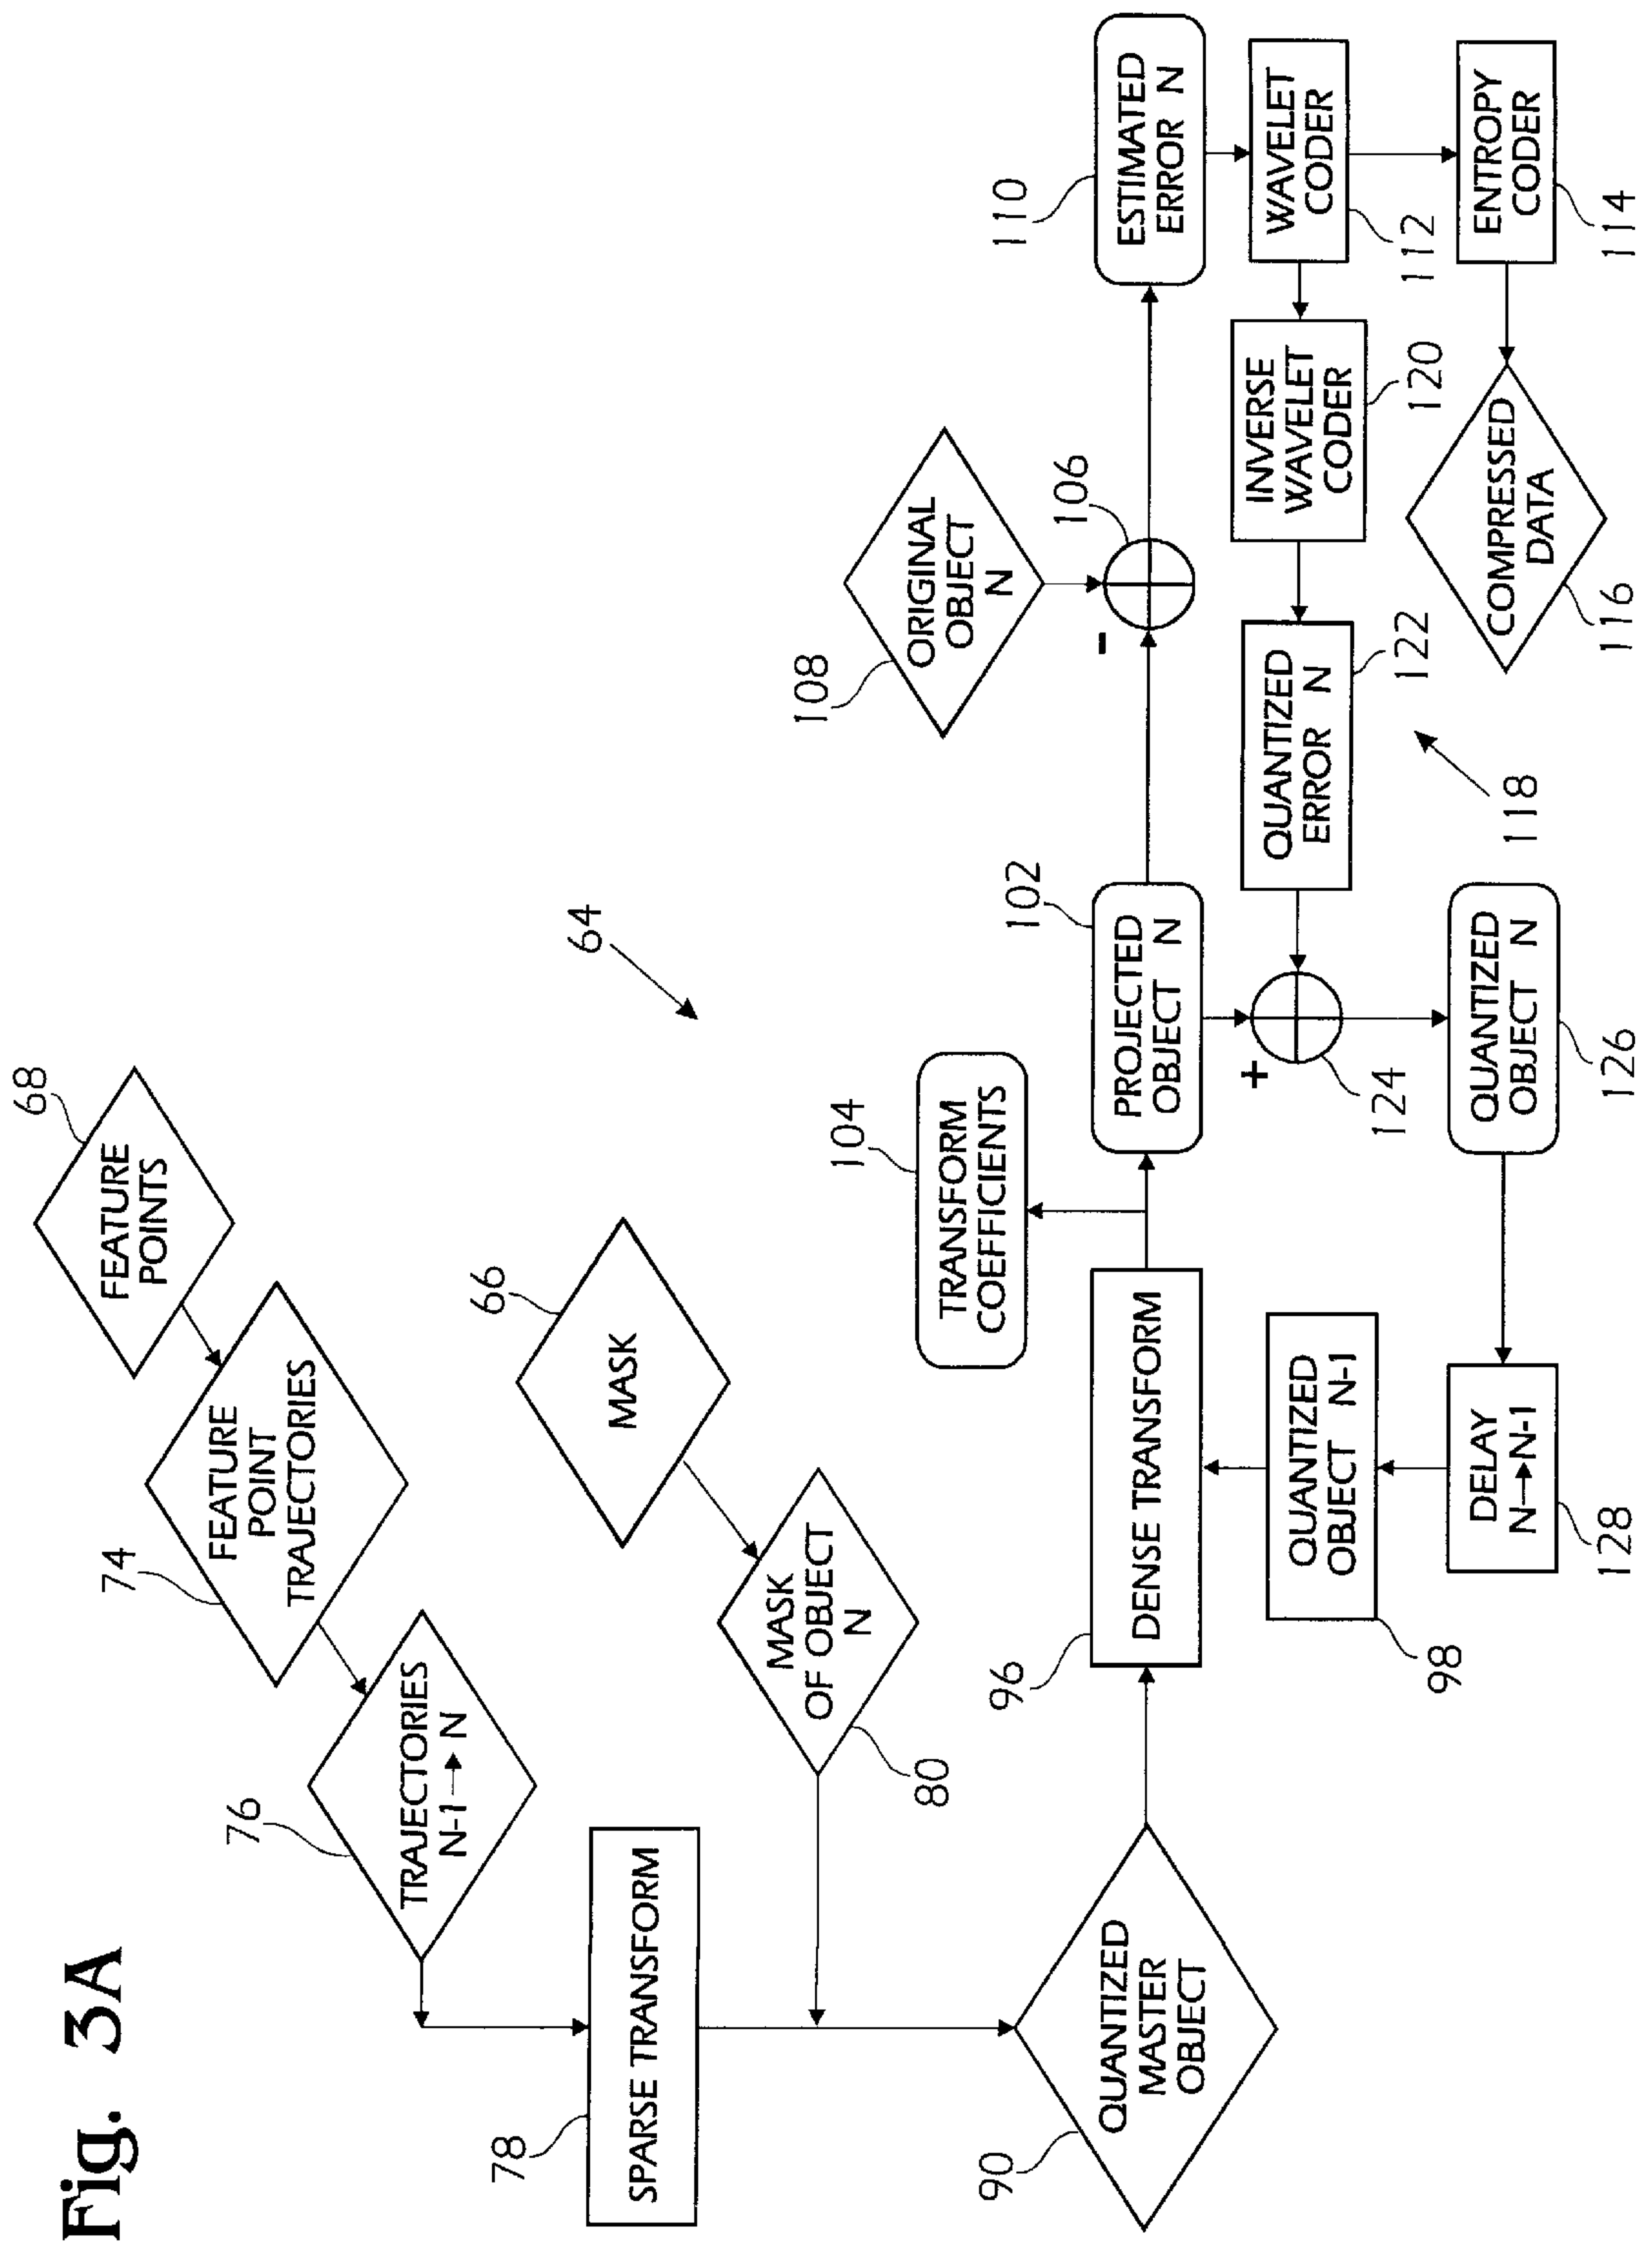 Fig. 3A
68
FEATURE
POINTS
74
FEATURE
POINT
TRAJECTORIES
76
TRAJECTORIES
N-1→N
66
MASK
64
78
SPARSE TRANSFORM
MASK
OF OBJECT
N
80
108
ORIGINAL
OBJECT
N
104
TRANSFORM
COEFFICIENTS
90
QUANTIZED
MASTER
OBJECT
96
DENSE TRANSFORM
102
PROJECTED
OBJECT N
-
106
110
ESTIMATED
ERROR N
QUANTIZED
OBJECT N-1
98
+
124
QUANTIZED
ERROR N
122
INVERSE
WAVELET
CODER
120
WAVELET
CODER
112
118
DELAY
N→N-1
128
QUANTIZED
OBJECT N
126
COMPRESSED
DATA
116
ENTROPY
CODER
114